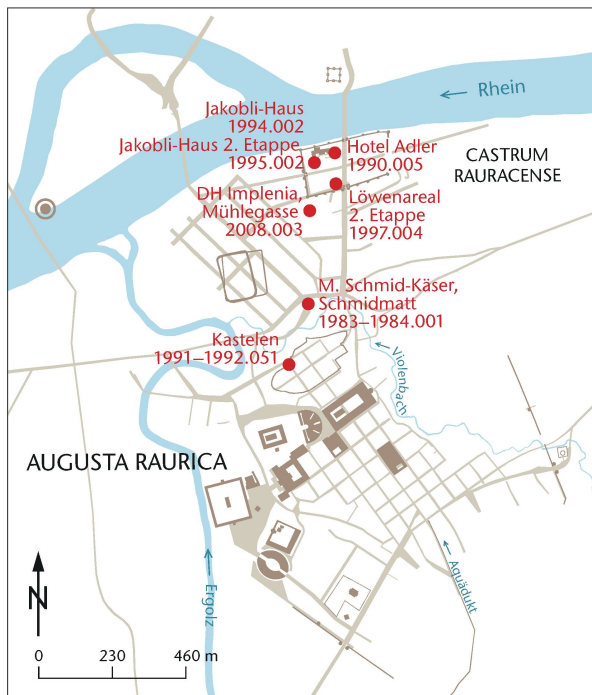 Rhein
Jakobli-Haus
1994.002
Jakobli-Haus 2. Etappe
1995.002
Hotel Adler
1990.005
CASTRUM
RAURACENSE
DH Implenia,
Mühlegasse
2008.003
Löwenareal
2. Etappe
1997.004
M. Schmid-Käser,
Schmidmatt
1983–1984.001
Kastelen
1991–1992.051
Violenbach
AUGUSTA RAURICA
Ergolz
Aquädukt
N
0 230 460 m